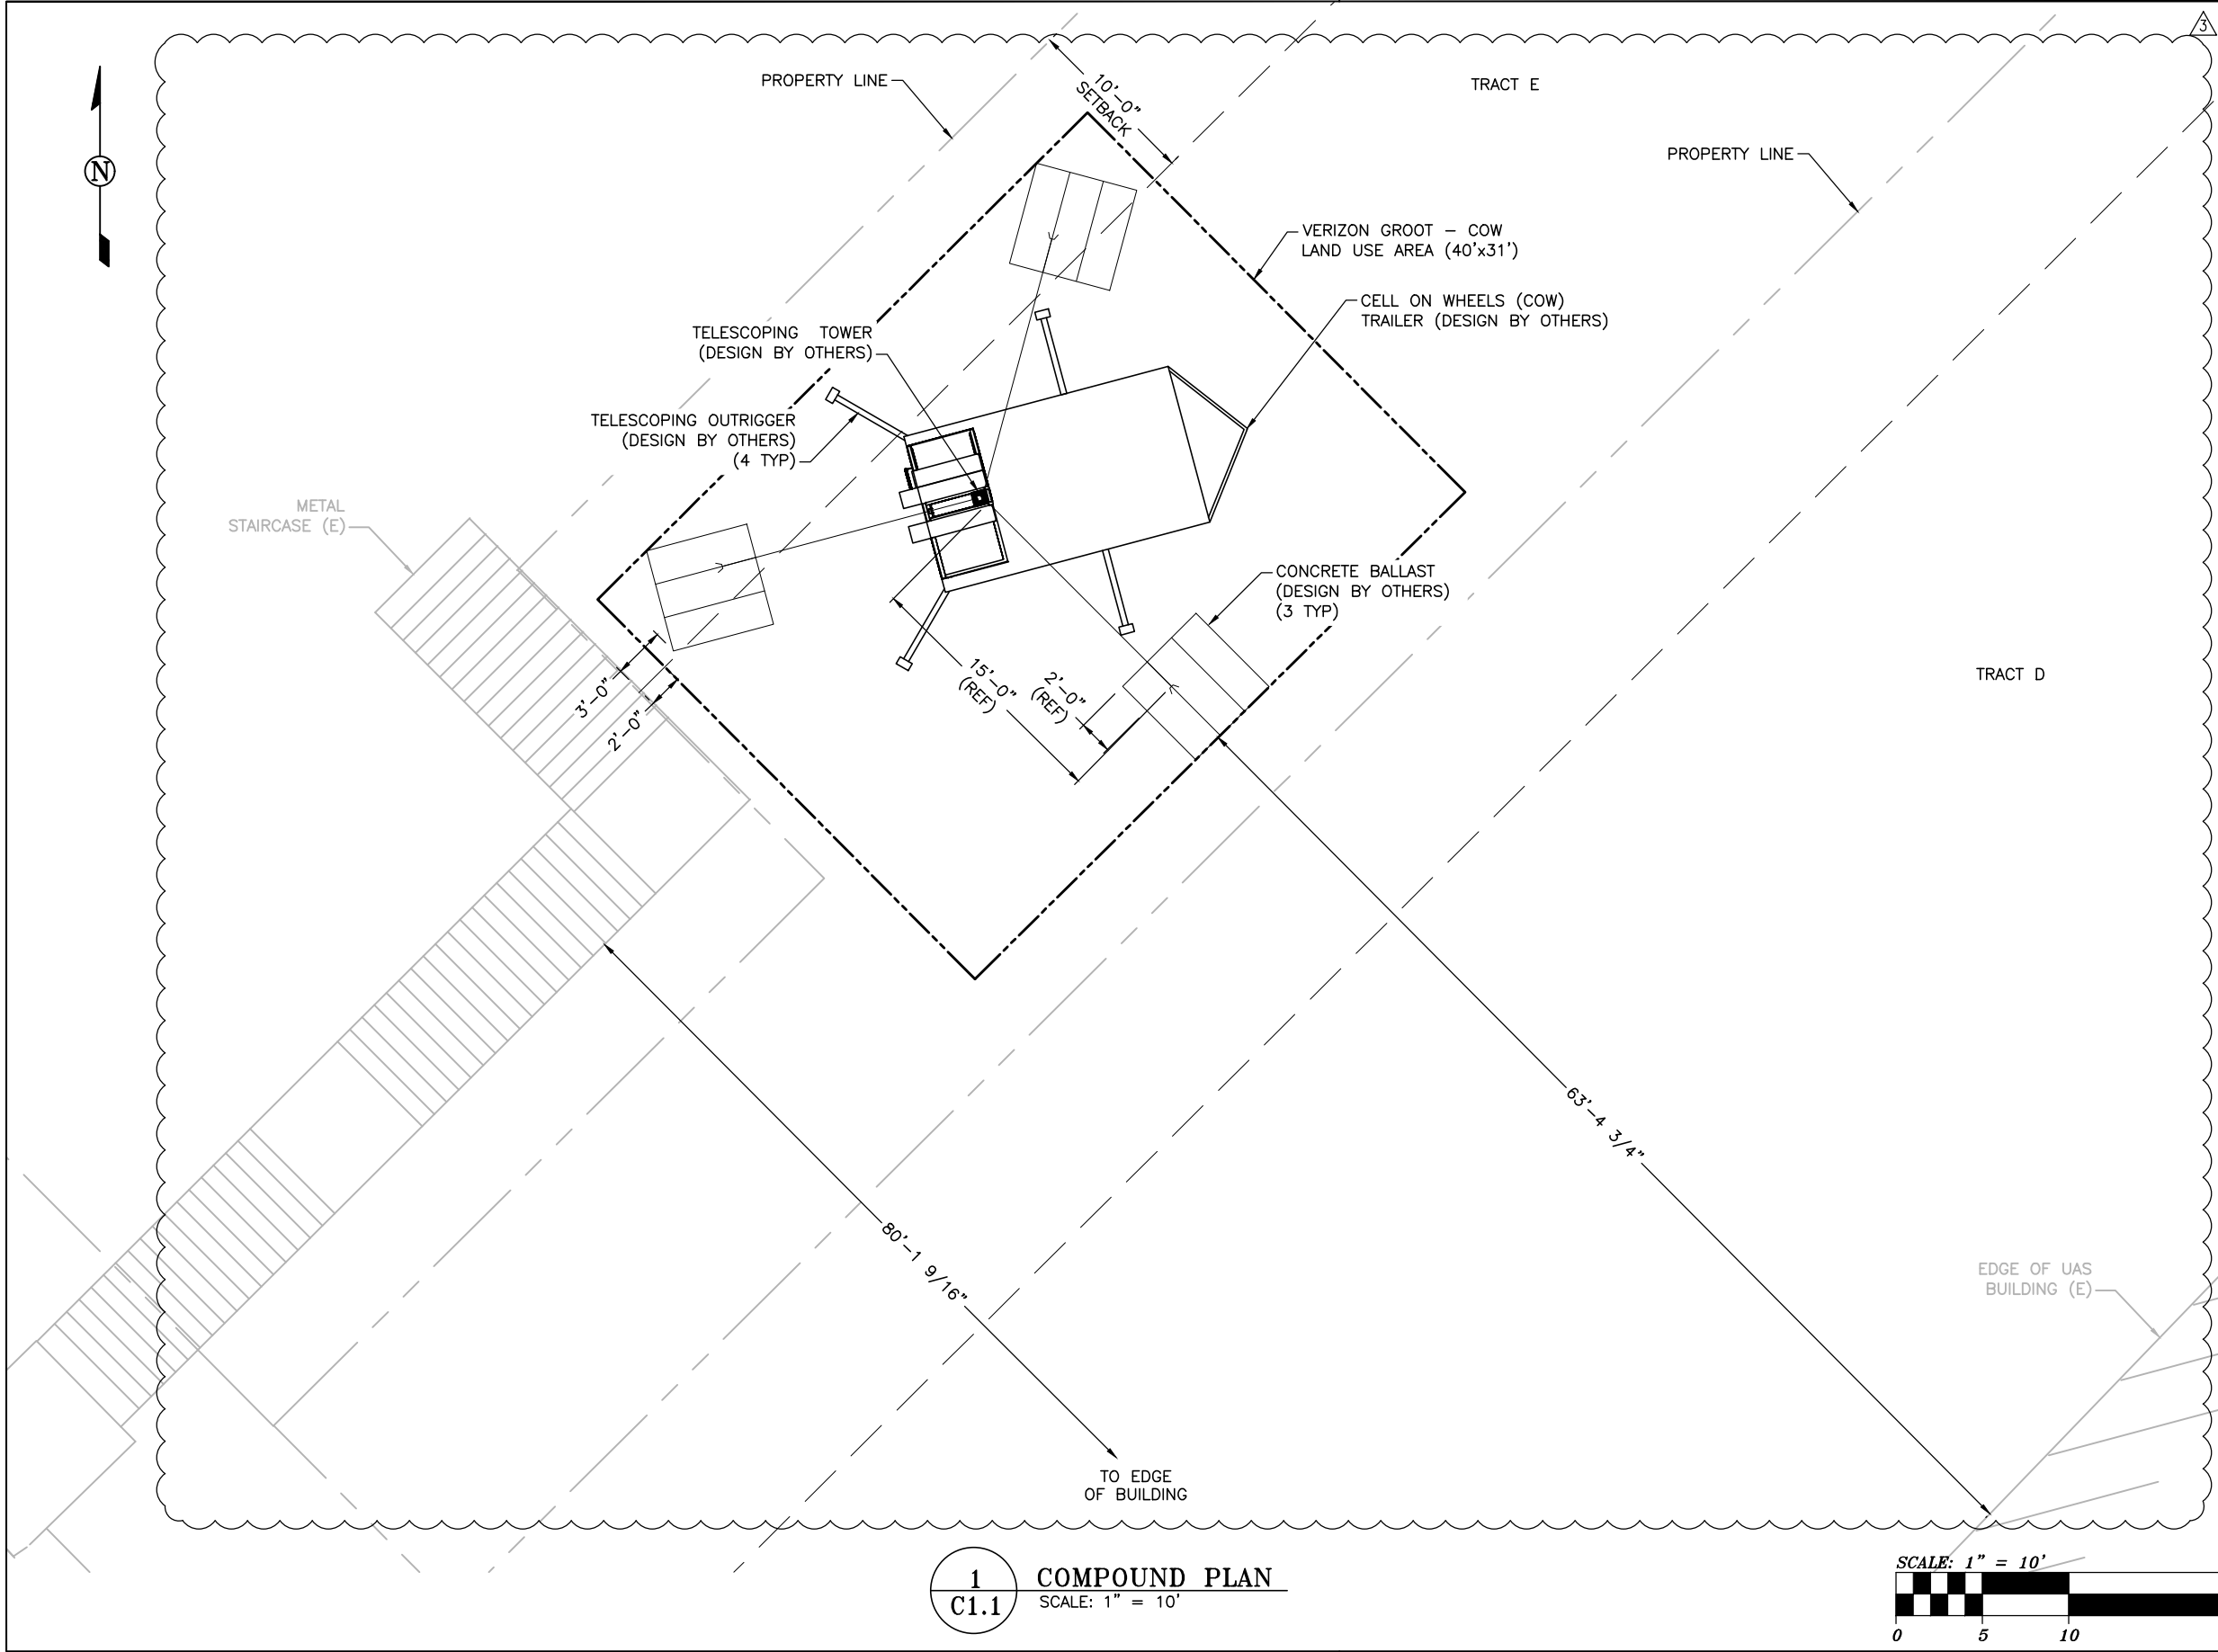 3
PROPERTY LINE
10'-0"
SETBACK
TRACT E
PROPERTY LINE
N
VERIZON GROOT – COW
LAND USE AREA (40'x31')
CELL ON WHEELS (COW)
TRAILER (DESIGN BY OTHERS)
TELESCOPING TOWER
(DESIGN BY OTHERS)
TELESCOPING OUTRIGGER
(DESIGN BY OTHERS)
(4 TYP)
METAL
STAIRCASE (E)
CONCRETE BALLAST
(DESIGN BY OTHERS)
(3 TYP)
15'-0"
(REF)
2'-0"
(REF)
3'-0"
2'-0"
TRACT D
63'-4 3/4"
80'-1 9/16"
EDGE OF UAS
BUILDING (E)
TO EDGE
OF BUILDING
1
C1.1
COMPOUND PLAN
SCALE: 1" = 10'
SCALE: 1" = 10'
0 5 10